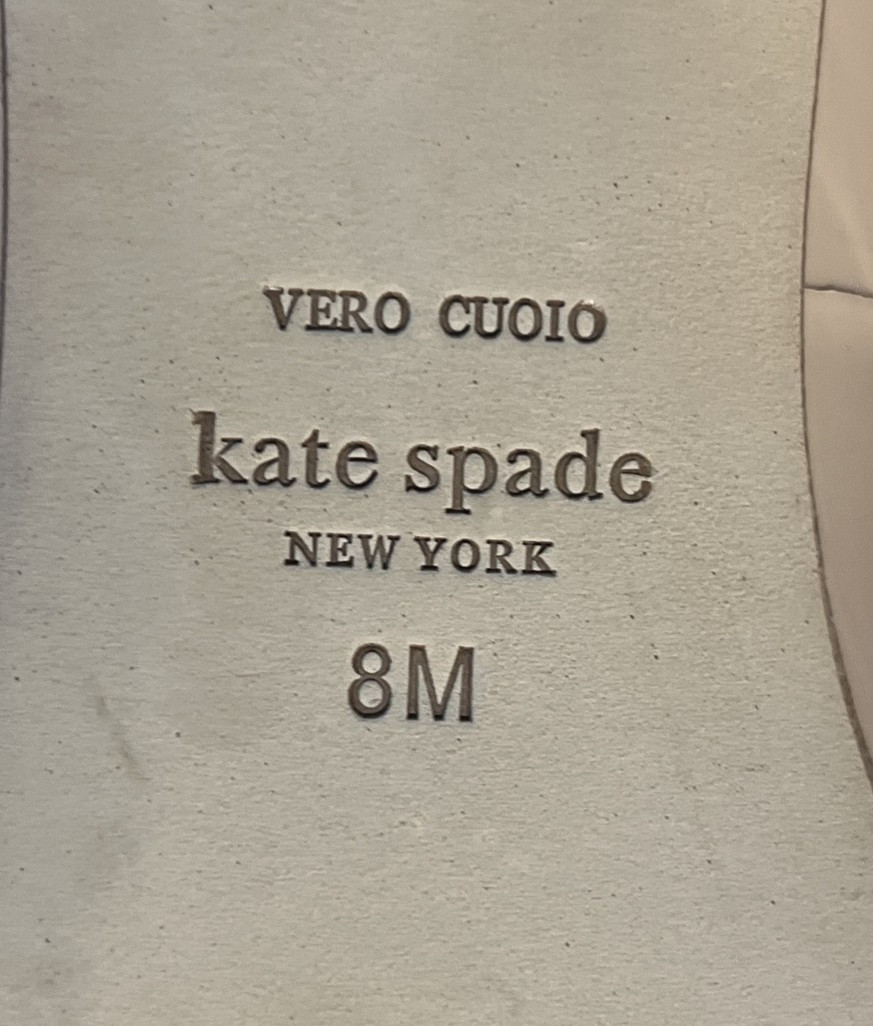 VERO CUOIO
kate spade
NEW YORK
8M